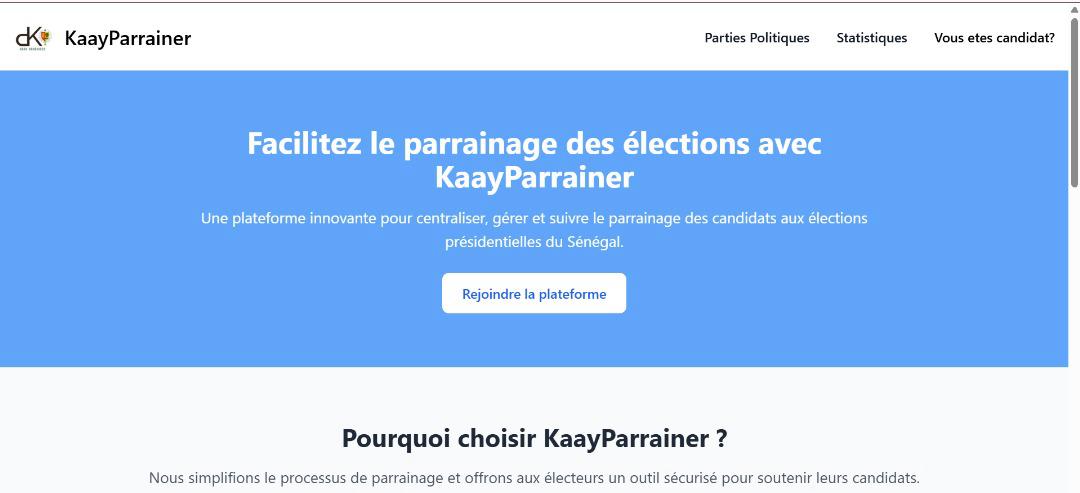 dK
KaayParrainer
Parties Politiques
Statistiques
Vous etes candidat?
Facilitez le parrainage des élections avec
KaayParrainer
Une plateforme innovante pour centraliser, gérer et suivre le parrainage des candidats aux élections
présidentielles du Sénégal.
Rejoindre la plateforme
Pourquoi choisir KaayParrainer ?
Nous simplifions le processus de parrainage et offrons aux électeurs un outil sécurisé pour soutenir leurs candidats.